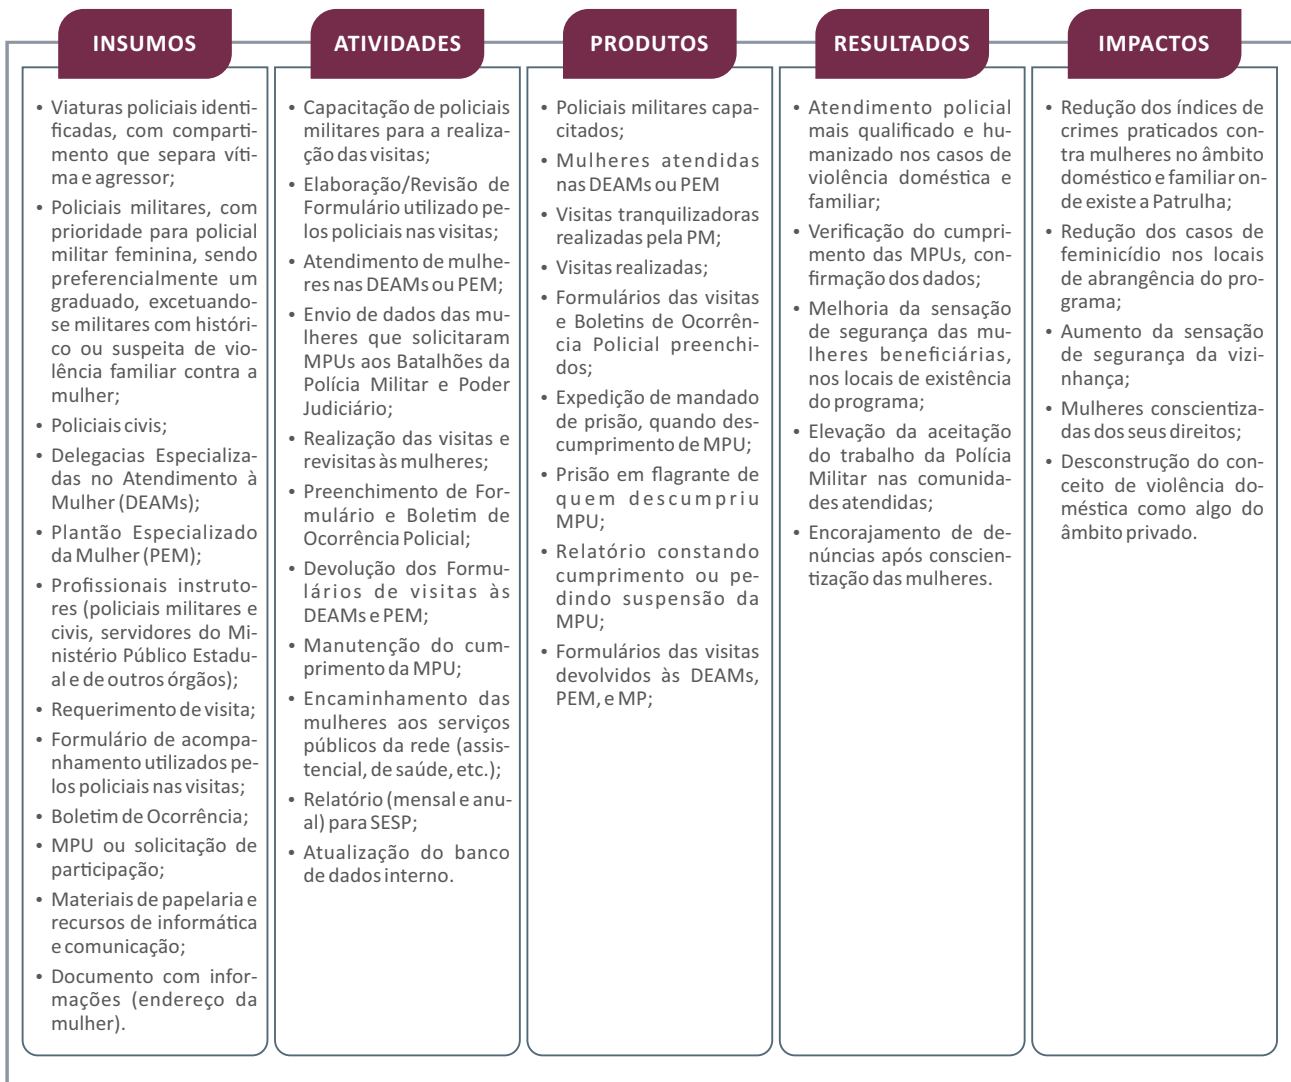 INSUMOS
• Viaturas policiais identi-
ficadas, com comparti-
mento que separa víti-
ma e agressor;
• Policiais militares, com
prioridade para policial
militar feminina, sendo
preferencialmente um
graduado, excetuando-
se militares com históri-
co ou suspeita de vio-
lência familiar contra a
mulher;
• Policiais civis;
• Delegacias Especializa-
das no Atendimento à
Mulher (DEAMs);
• Plantão Especializado
da Mulher (PEM);
• Profissionais instruto-
res (policiais militares e
civis, servidores do Mi-
nistério Público Estadu-
al e de outros órgãos);
• Requerimento de visita;
• Formulário de acompa-
nhamento utilizados pe-
los policiais nas visitas;
• Boletim de Ocorrência;
• MPU ou solicitação de
participação;
• Materiais de papelaria e
recursos de informática
e comunicação;
• Documento com infor-
mações (endereço da
mulher).
ATIVIDADES
• Capacitação de policiais
militares para a realiza-
ção das visitas;
• Elaboração/Revisão de
Formulário utilizado pe-
los policiais nas visitas;
• Atendimento de mulhe-
res nas DEAMs ou PEM;
• Envio de dados das mu-
lheres que solicitaram
MPUs aos Batalhões da
Polícia Militar e Poder
Judiciário;
• Realização das visitas e
revisitas às mulheres;
• Preenchimento de For-
mulário e Boletim de
Ocorrência Policial;
• Devolução dos Formu-
lários de visitas às
DEAMs e PEM;
• Manutenção do cum-
primento da MPU;
• Encaminhamento das
mulheres aos serviços
públicos da rede (assis-
tencial, de saúde, etc.);
• Relatório (mensal e anu-
al) para SESP;
• Atualização do banco
de dados interno.
PRODUTOS
• Policiais militares capa-
citados;
• Mulheres atendidas
nas DEAMs ou PEM
• Visitas tranquilizadoras
realizadas pela PM;
• Visitas realizadas;
• Formulários das visitas
e Boletins de Ocorrên-
cia Policial preenchi-
dos;
• Expedição de mandado
de prisão, quando des-
cumprimento de MPU;
• Prisão em flagrante de
quem descumpriu
MPU;
• Relatório constando
cumprimento ou pe-
dindo suspensão da
MPU;
• Formulários das visitas
devolvidos às DEAMs,
PEM, e MP;
RESULTADOS
• Atendimento policial
mais qualificado e hu-
manizado nos casos de
violência doméstica e
familiar;
• Verificação do cumpri-
mento das MPUs, con-
firmação dos dados;
• Melhoria da sensação
de segurança das mu-
lheres beneficiárias,
nos locais de existência
do programa;
• Elevação da aceitação
do trabalho da Polícia
Militar nas comunida-
des atendidas;
• Encorajamento de de-
núncias após conscien-
tização das mulheres.
IMPACTOS
• Redução dos índices de
crimes praticados con-
tra mulheres no âmbito
doméstico e familiar on-
de existe a Patrulha;
• Redução dos casos de
feminicídio nos locais
de abrangência do pro-
grama;
• Aumento da sensação
de segurança da vizi-
nhança;
• Mulheres conscientiza-
das dos seus direitos;
• Desconstrução do con-
ceito de violência do-
méstica como algo do
âmbito privado.